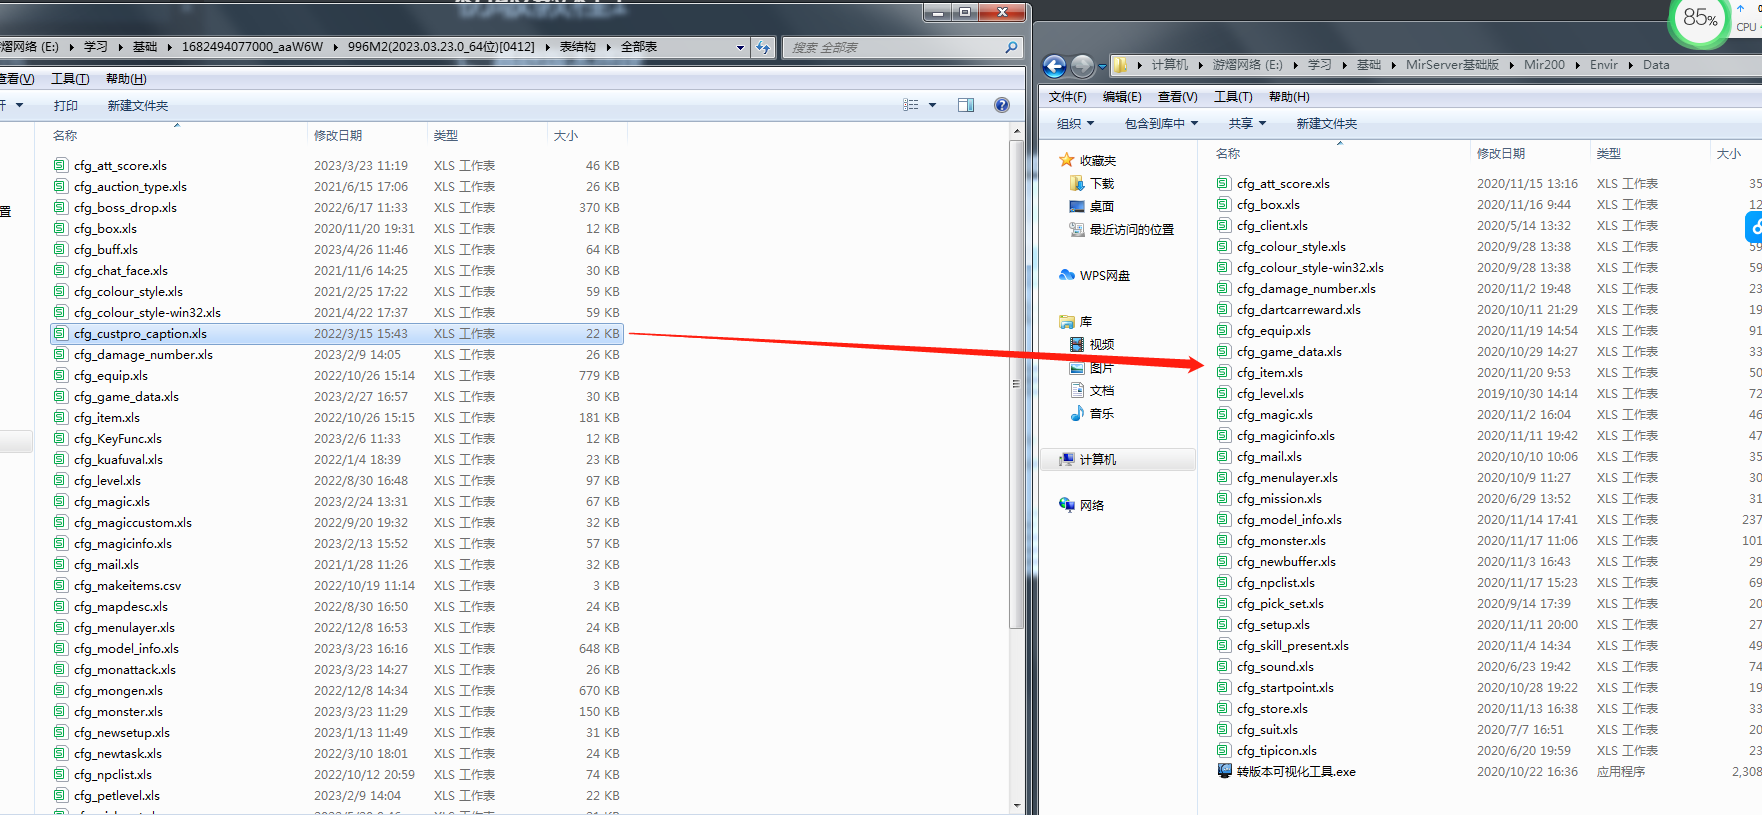 游熠网络 (E:) 学习 基础 1682494077000_aaW6W 996M2(2023.03.23.0_64位)[0412] 表结构 全部表
搜索 全部表
查看(V) 工具(T) 帮助(H)
打印 新建文件夹
名称 修改日期 类型 大小
cfg_att_score.xls 2023/3/23 11:19 XLS 工作表 46 KB
cfg_auction_type.xls 2021/6/15 17:06 XLS 工作表 26 KB
cfg_boss_drop.xls 2022/6/17 11:33 XLS 工作表 370 KB
cfg_box.xls 2020/11/20 19:31 XLS 工作表 12 KB
cfg_buff.xls 2023/4/26 11:46 XLS 工作表 64 KB
cfg_chat_face.xls 2021/11/6 14:25 XLS 工作表 30 KB
cfg_colour_style.xls 2021/2/25 17:22 XLS 工作表 59 KB
cfg_colour_style-win32.xls 2021/4/22 17:37 XLS 工作表 59 KB
cfg_custpro_caption.xls 2022/3/15 15:43 XLS 工作表 22 KB
cfg_damage_number.xls 2023/2/9 14:05 XLS 工作表 26 KB
cfg_equip.xls 2022/10/26 15:14 XLS 工作表 779 KB
cfg_game_data.xls 2023/2/27 16:57 XLS 工作表 30 KB
cfg_item.xls 2022/10/26 15:15 XLS 工作表 181 KB
cfg_KeyFunc.xls 2023/2/6 11:33 XLS 工作表 12 KB
cfg_kuafuval.xls 2022/1/4 18:39 XLS 工作表 23 KB
cfg_level.xls 2022/8/30 16:48 XLS 工作表 97 KB
cfg_magic.xls 2023/2/24 13:31 XLS 工作表 67 KB
cfg_magiccustom.xls 2022/9/20 19:32 XLS 工作表 32 KB
cfg_magicinfo.xls 2023/2/13 15:52 XLS 工作表 57 KB
cfg_mail.xls 2021/1/28 11:26 XLS 工作表 32 KB
cfg_makeitems.csv 2022/10/19 11:14 XLS 工作表 3 KB
cfg_mapdesc.xls 2022/8/30 16:50 XLS 工作表 24 KB
cfg_menulayer.xls 2022/12/8 16:53 XLS 工作表 24 KB
cfg_model_info.xls 2023/3/23 16:16 XLS 工作表 648 KB
cfg_monattack.xls 2023/3/23 14:27 XLS 工作表 26 KB
cfg_mongen.xls 2022/12/8 14:34 XLS 工作表 670 KB
cfg_monster.xls 2023/3/23 11:29 XLS 工作表 150 KB
cfg_newsetup.xls 2023/1/13 11:49 XLS 工作表 31 KB
cfg_newtask.xls 2022/3/10 18:01 XLS 工作表 24 KB
cfg_npclist.xls 2022/10/12 20:59 XLS 工作表 74 KB
cfg_petlevel.xls 2023/2/9 14:04 XLS 工作表 22 KB
85%
CPU
计算机 游熠网络 (E:) 学习 基础 MirServer基础版 Mir200 Envir Data
文件(F) 编辑(E) 查看(V) 工具(T) 帮助(H)
组织 包含到库中 共享 新建文件夹
收藏夹
下载
桌面
最近访问的位置
WPS网盘
库
视频
图片
文档
音乐
计算机
网络
名称 修改日期 类型 大小
cfg_att_score.xls 2020/11/15 13:16 XLS 工作表 35
cfg_box.xls 2020/11/16 9:44 XLS 工作表 12
cfg_client.xls 2020/5/14 13:32 XLS 工作表
cfg_colour_style.xls 2020/9/28 13:38 XLS 工作表 59
cfg_colour_style-win32.xls 2020/9/28 13:38 XLS 工作表 59
cfg_damage_number.xls 2020/11/2 19:48 XLS 工作表 23
cfg_dartcarreward.xls 2020/10/11 21:29 XLS 工作表 19
cfg_equip.xls 2020/11/19 14:54 XLS 工作表 91
cfg_game_data.xls 2020/10/29 14:27 XLS 工作表 33
cfg_item.xls 2020/11/20 9:53 XLS 工作表 50
cfg_level.xls 2019/10/30 14:14 XLS 工作表 72
cfg_magic.xls 2020/11/2 16:04 XLS 工作表 46
cfg_magicinfo.xls 2020/11/11 19:42 XLS 工作表 47
cfg_mail.xls 2020/10/10 10:06 XLS 工作表 35
cfg_menulayer.xls 2020/10/9 11:27 XLS 工作表 30
cfg_mission.xls 2020/6/29 13:52 XLS 工作表 31
cfg_model_info.xls 2020/11/14 17:41 XLS 工作表 237
cfg_monster.xls 2020/11/17 11:06 XLS 工作表 101
cfg_newbuffer.xls 2020/11/3 16:43 XLS 工作表 29
cfg_npclist.xls 2020/11/17 15:23 XLS 工作表 69
cfg_pick_set.xls 2020/9/14 17:39 XLS 工作表 20
cfg_setup.xls 2020/11/11 20:00 XLS 工作表 27
cfg_skill_present.xls 2020/11/4 14:34 XLS 工作表 49
cfg_sound.xls 2020/6/23 19:42 XLS 工作表 74
cfg_startpoint.xls 2020/10/28 19:22 XLS 工作表 19
cfg_store.xls 2020/11/13 16:38 XLS 工作表 33
cfg_suit.xls 2020/7/7 16:51 XLS 工作表 20
cfg_tipicon.xls 2020/6/20 19:59 XLS 工作表 23
转版本可视化工具.exe 2020/10/22 16:36 应用程序 2,308